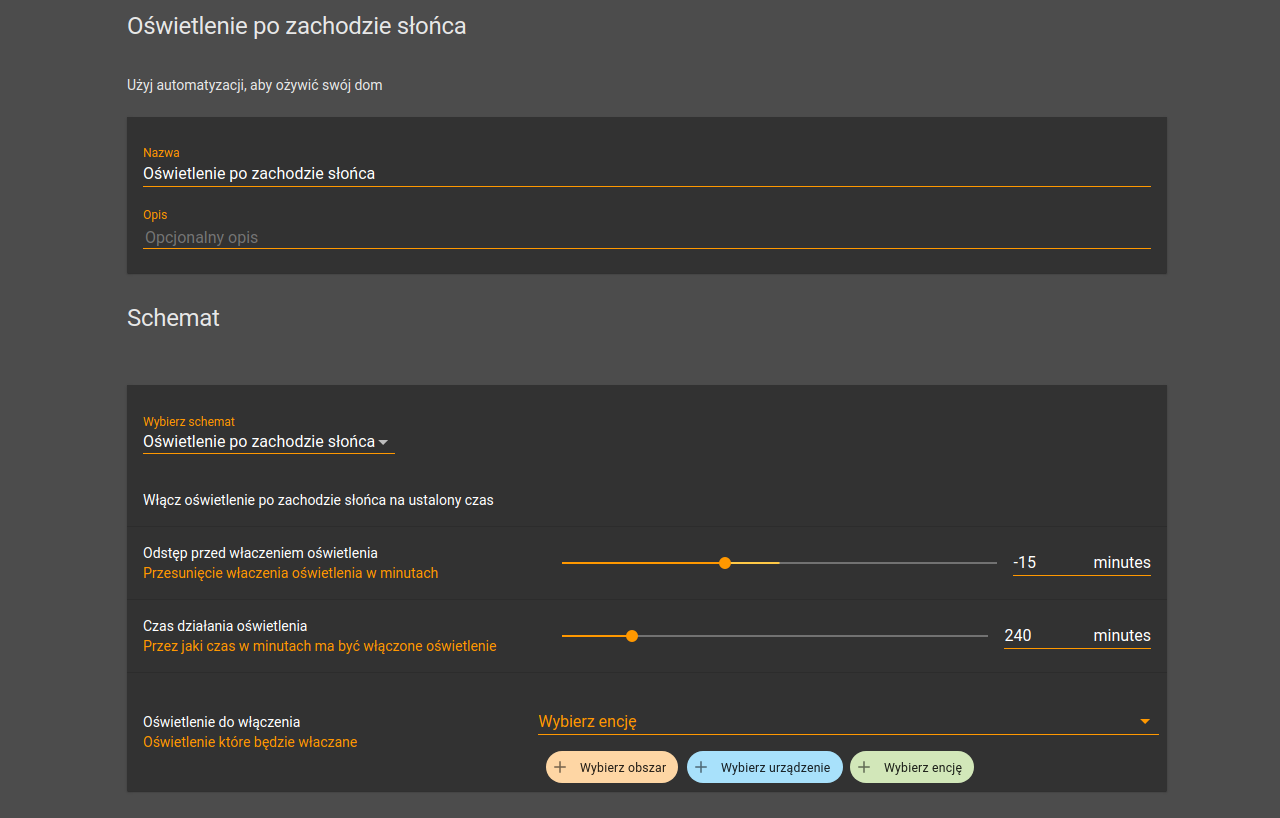 Oświetlenie po zachodzie słońca
Użyj automatyzacji, aby ożywić swój dom
Nazwa
Oświetlenie po zachodzie słońca
Opis
Opcjonalny opis
Schemat
Wybierz schemat
Oświetlenie po zachodzie słońca
Włącz oświetlenie po zachodzie słońca na ustalony czas
Odstęp przed właczeniem oświetlenia
Przesunięcie właczenia oświetlenia w minutach
-15 minutes
Czas działania oświetlenia
Przez jaki czas w minutach ma być włączone oświetlenie
240 minutes
Oświetlenie do włączenia
Oświetlenie które będzie właczane
Wybierz encję
Wybierz obszar
Wybierz urządzenie
Wybierz encję